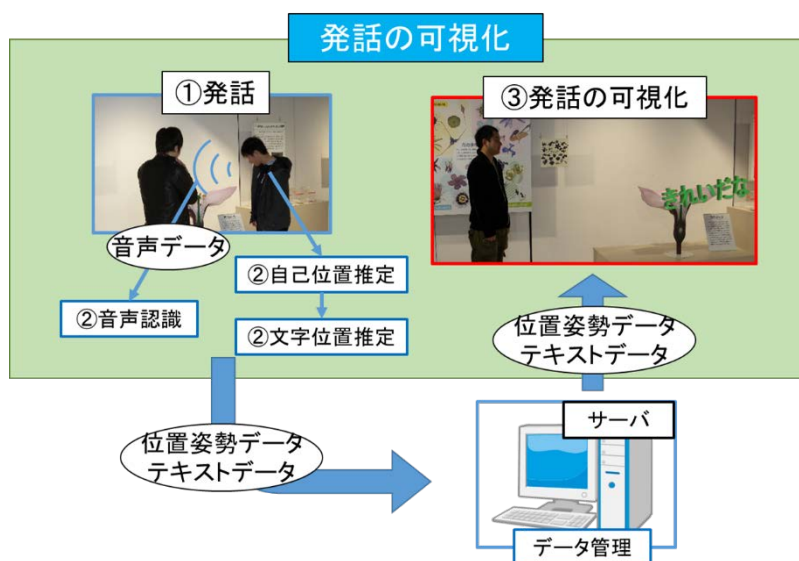 発話の可視化
①発話
③発話の可視化
きれいだな
音声データ
②自己位置推定
②音声認識
②文字位置推定
位置姿勢データ
テキストデータ
位置姿勢データ
テキストデータ
サーバ
データ管理